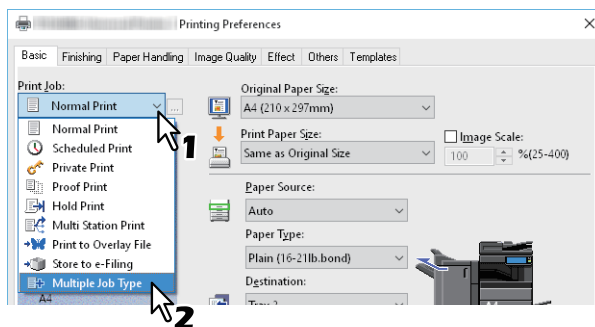 Printing Preferences
Basic Finishing Paper Handling Image Quality Effect Others Templates
Print Job:
Normal Print
...
1
Normal Print
Scheduled Print
Private Print
Proof Print
Hold Print
Multi Station Print
Print to Overlay File
Store to e-Filing
Multiple Job Type
2
A4
Original Paper Size:
A4 (210 x 297mm)
Print Paper Size:
Same as Original Size
Image Scale:
100 %(25-400)
Paper Source:
Auto
Paper Type:
Plain (16-21lb.bond)
Destination: